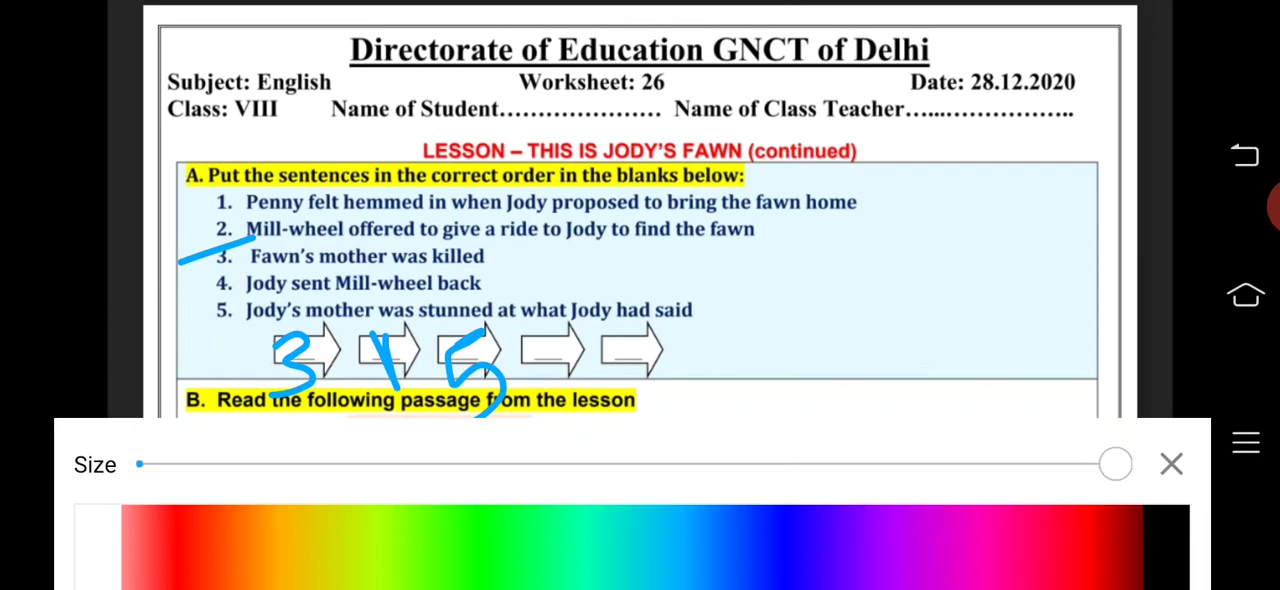 Directorate of Education GNCT of Delhi
Subject: English Worksheet: 26 Date: 28.12.2020
Class: VIII Name of Student..................... Name of Class Teacher.......................
LESSON – THIS IS JODY'S FAWN (continued)
A. Put the sentences in the correct order in the blanks below:
1. Penny felt hemmed in when Jody proposed to bring the fawn home
2. Mill-wheel offered to give a ride to Jody to find the fawn
3. Fawn's mother was killed
4. Jody sent Mill-wheel back
5. Jody's mother was stunned at what Jody had said
3 1 5
B. Read the following passage from the lesson
Size